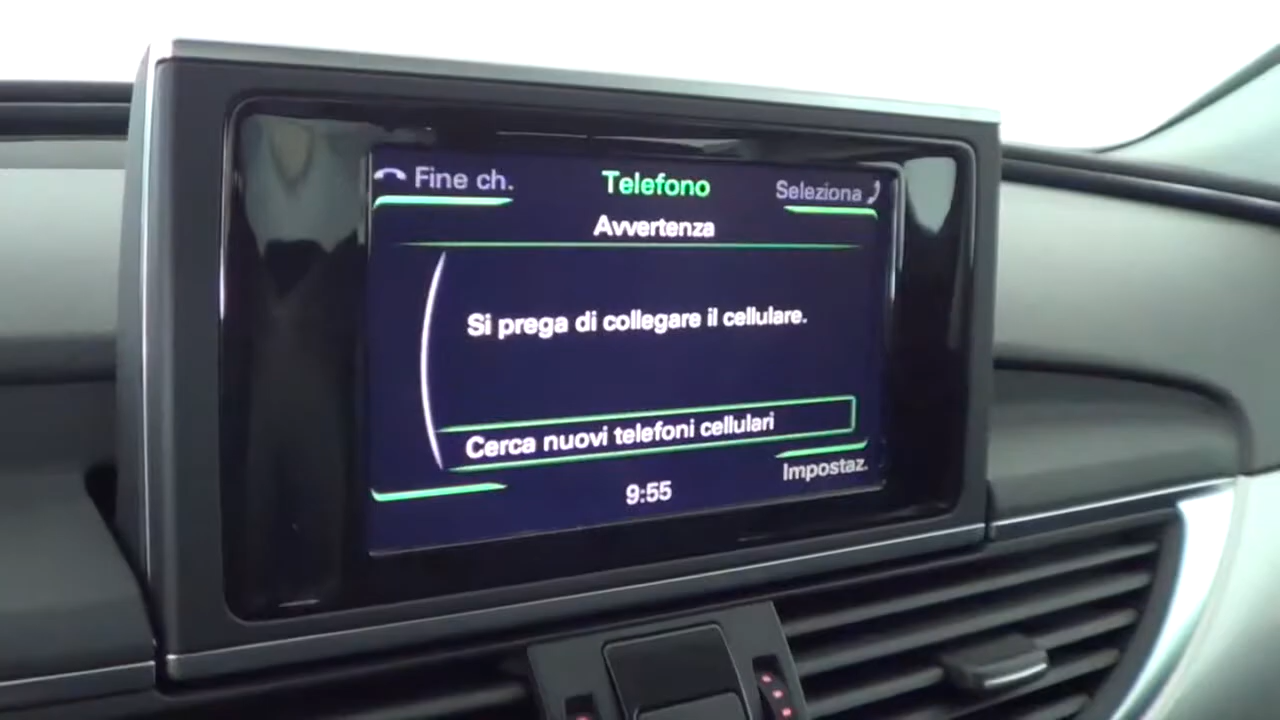 Fine ch.
Telefono
Seleziona
Avvertenza
Si prega di collegare il cellulare.
Cerca nuovi telefoni cellulari
Impostaz.
9:55